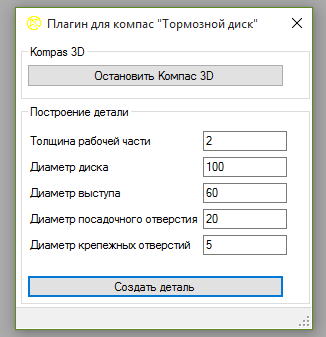 Плагин для компас "Тормозной диск"
Kompas 3D
Остановить Компас 3D
Построение детали
Толщина рабочей части 2
Диаметр диска 100
Диаметр выступа 60
Диаметр посадочного отверстия 20
Диаметр крепежных отверстий 5
Создать деталь